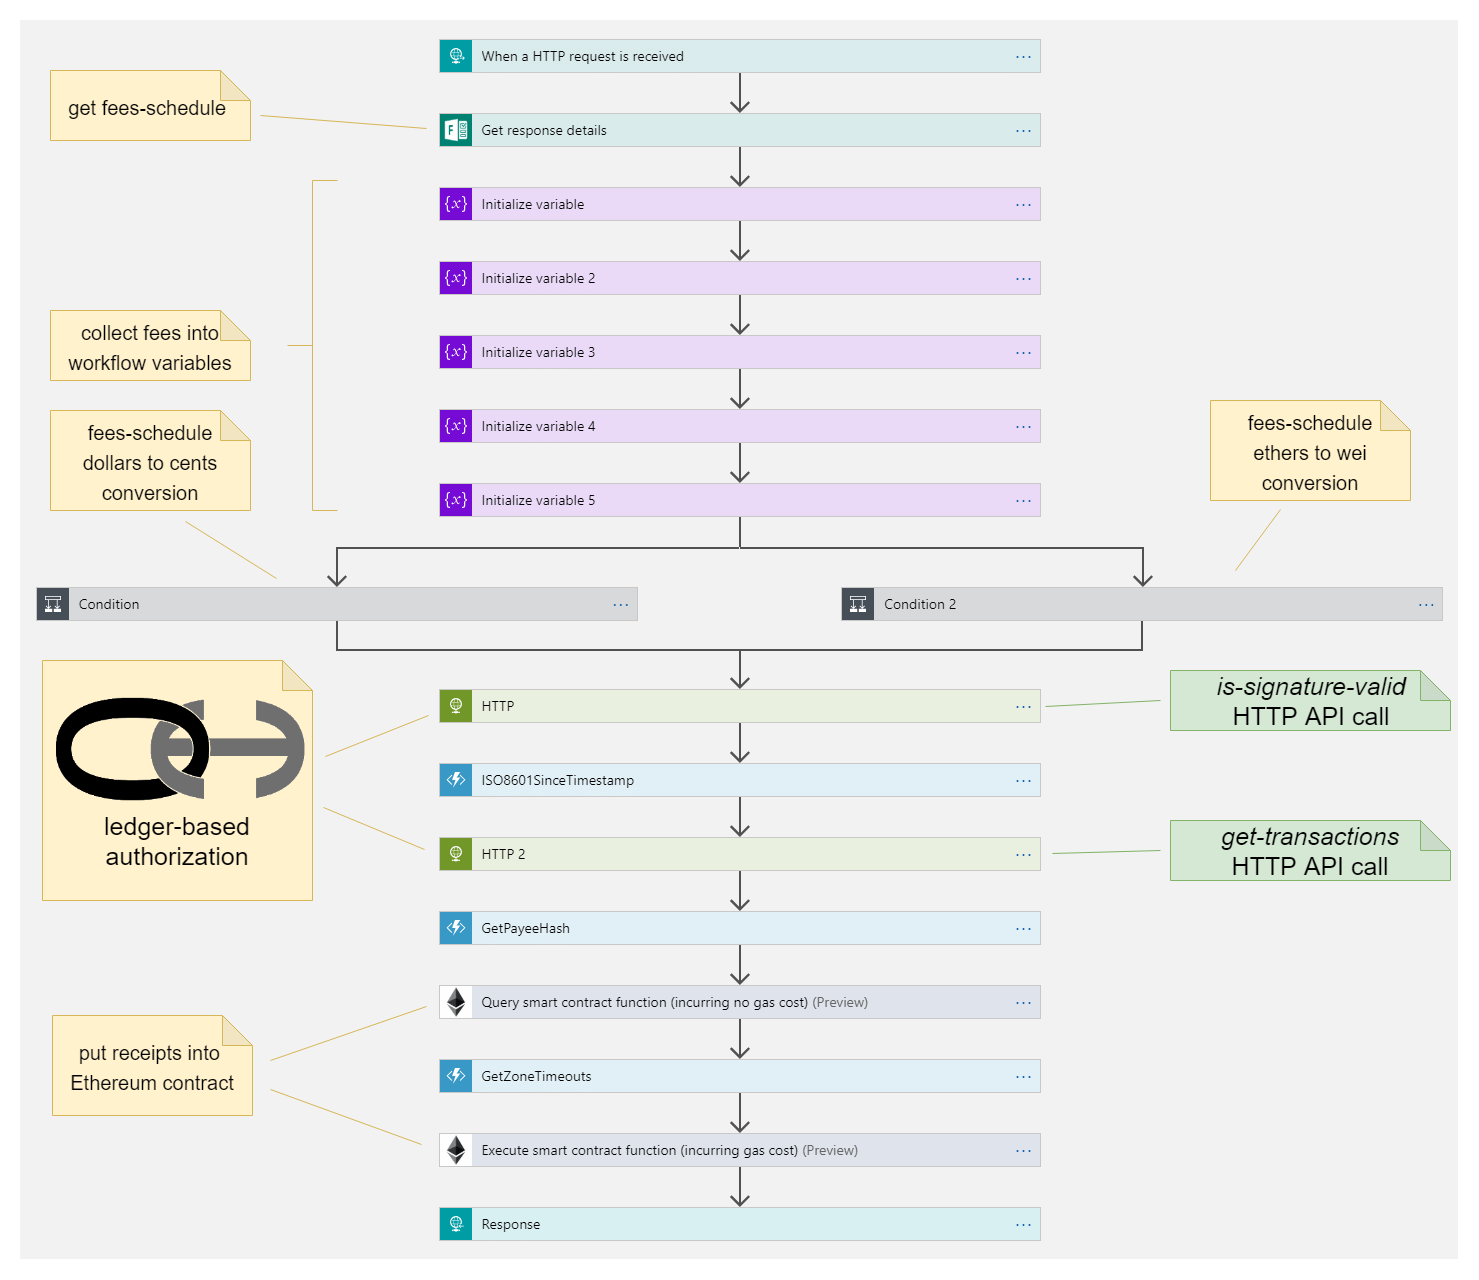 When a HTTP request is received
get fees-schedule
Get response details
Initialize variable
Initialize variable 2
collect fees into
workflow variables
Initialize variable 3
Initialize variable 4
fees-schedule
dollars to cents
conversion
fees-schedule
ethers to wei
conversion
Initialize variable 5
Condition
Condition 2
HTTP
is-signature-valid
HTTP API call
ISO8601SinceTimestamp
ledger-based
authorization
HTTP 2
get-transactions
HTTP API call
GetPayeeHash
Query smart contract function (incurring no gas cost) (Preview)
put receipts into
Ethereum contract
GetZoneTimeouts
Execute smart contract function (incurring gas cost) (Preview)
Response